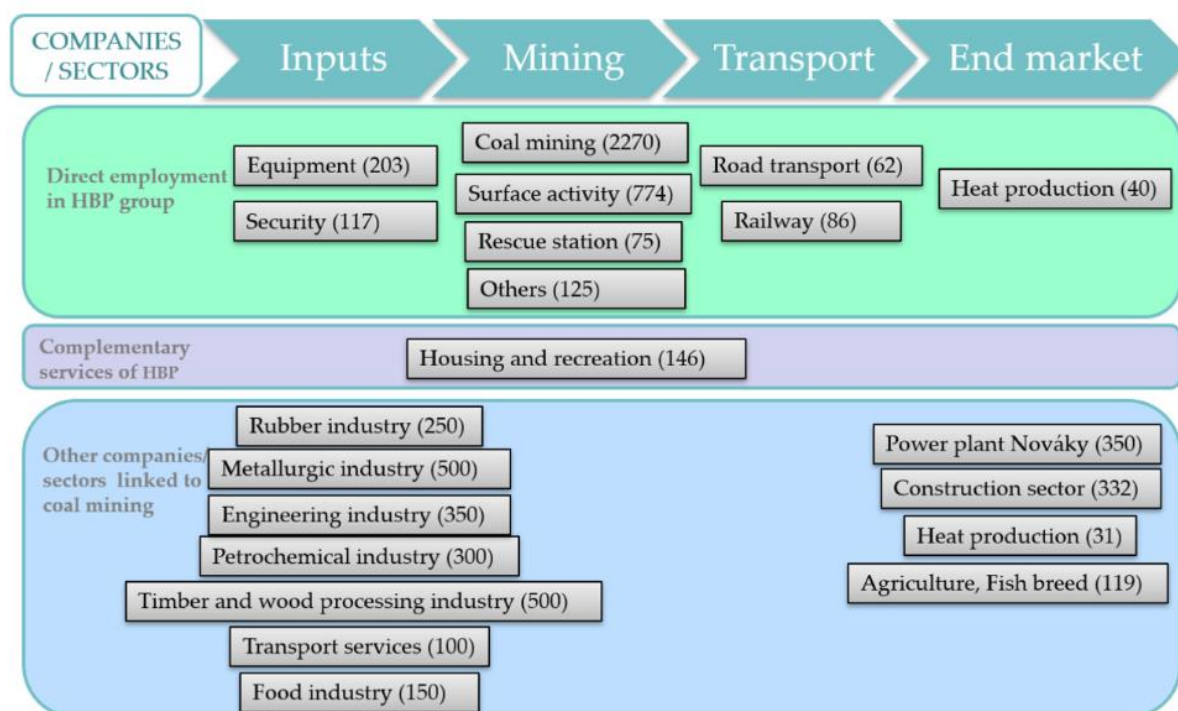 COMPANIES
/ SECTORS
Inputs
Mining
Transport
End market
Direct employment
in HBP group
Equipment (203)
Security (117)
Coal mining (2270)
Surface activity (774)
Rescue station (75)
Others (125)
Road transport (62)
Railway (86)
Heat production (40)
Complementary
services of HBP
Housing and recreation (146)
Other companies/
sectors linked to
coal mining
Rubber industry (250)
Metallurgic industry (500)
Engineering industry (350)
Petrochemical industry (300)
Timber and wood processing industry (500)
Transport services (100)
Food industry (150)
Power plant Nováky (350)
Construction sector (332)
Heat production (31)
Agriculture, Fish breed (119)